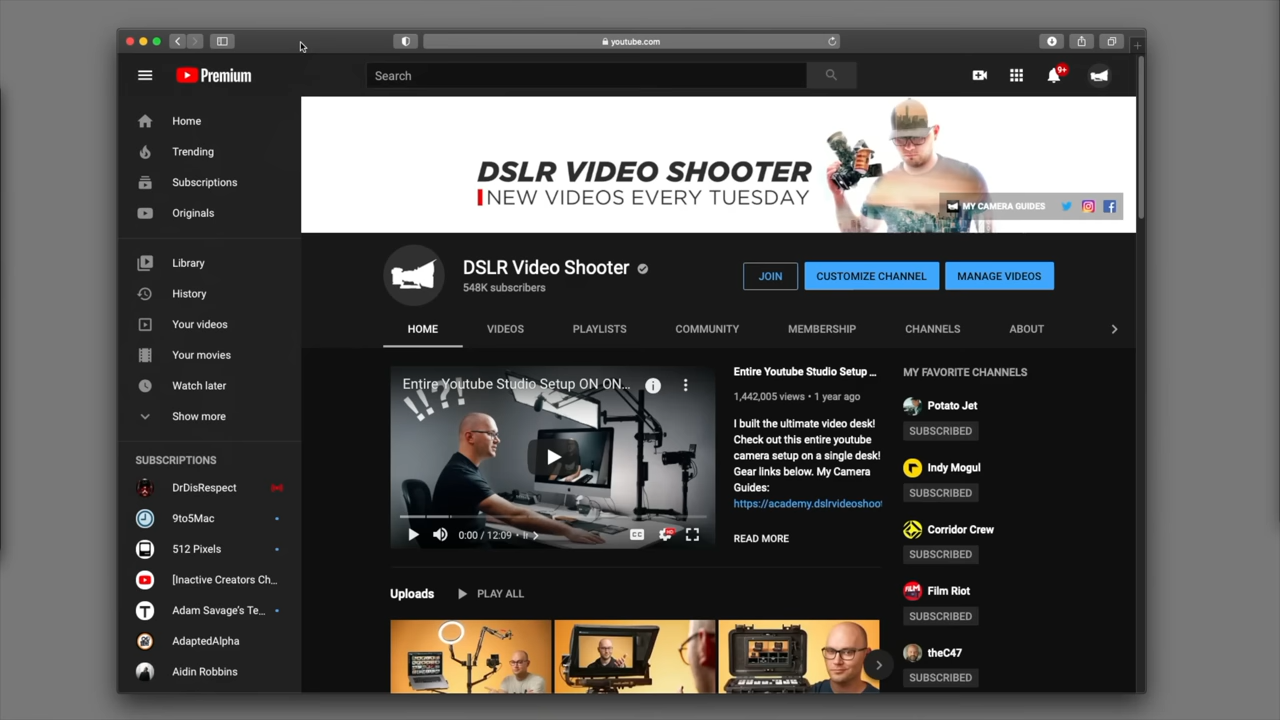 youtube.com
Premium
Search
9+
Home
Trending
Subscriptions
Originals
Library
History
Your videos
Your movies
Watch later
Show more
SUBSCRIPTIONS
DrDisRespect
9to5Mac
512 Pixels
[Inactive Creators Ch...
Adam Savage's Te...
AdaptedAlpha
Aidin Robbins
DSLR VIDEO SHOOTER
NEW VIDEOS EVERY TUESDAY
MY CAMERA GUIDES
DSLR Video Shooter
548K subscribers
JOIN
CUSTOMIZE CHANNEL
MANAGE VIDEOS
HOME
VIDEOS
PLAYLISTS
COMMUNITY
MEMBERSHIP
CHANNELS
ABOUT
Entire Youtube Studio Setup ON ON...
!?!
0:00 / 12:09
CC
HD
Entire Youtube Studio Setup ...
1,442,005 views • 1 year ago
I built the ultimate video desk!
Check out this entire youtube
camera setup on a single desk!
Gear links below. My Camera
Guides:
https://academy.dslrvideoshoot
READ MORE
Uploads
PLAY ALL
MY FAVORITE CHANNELS
Potato Jet
SUBSCRIBED
Indy Mogul
SUBSCRIBED
Corridor Crew
SUBSCRIBED
FILM
Film Riot
SUBSCRIBED
theC47
SUBSCRIBED